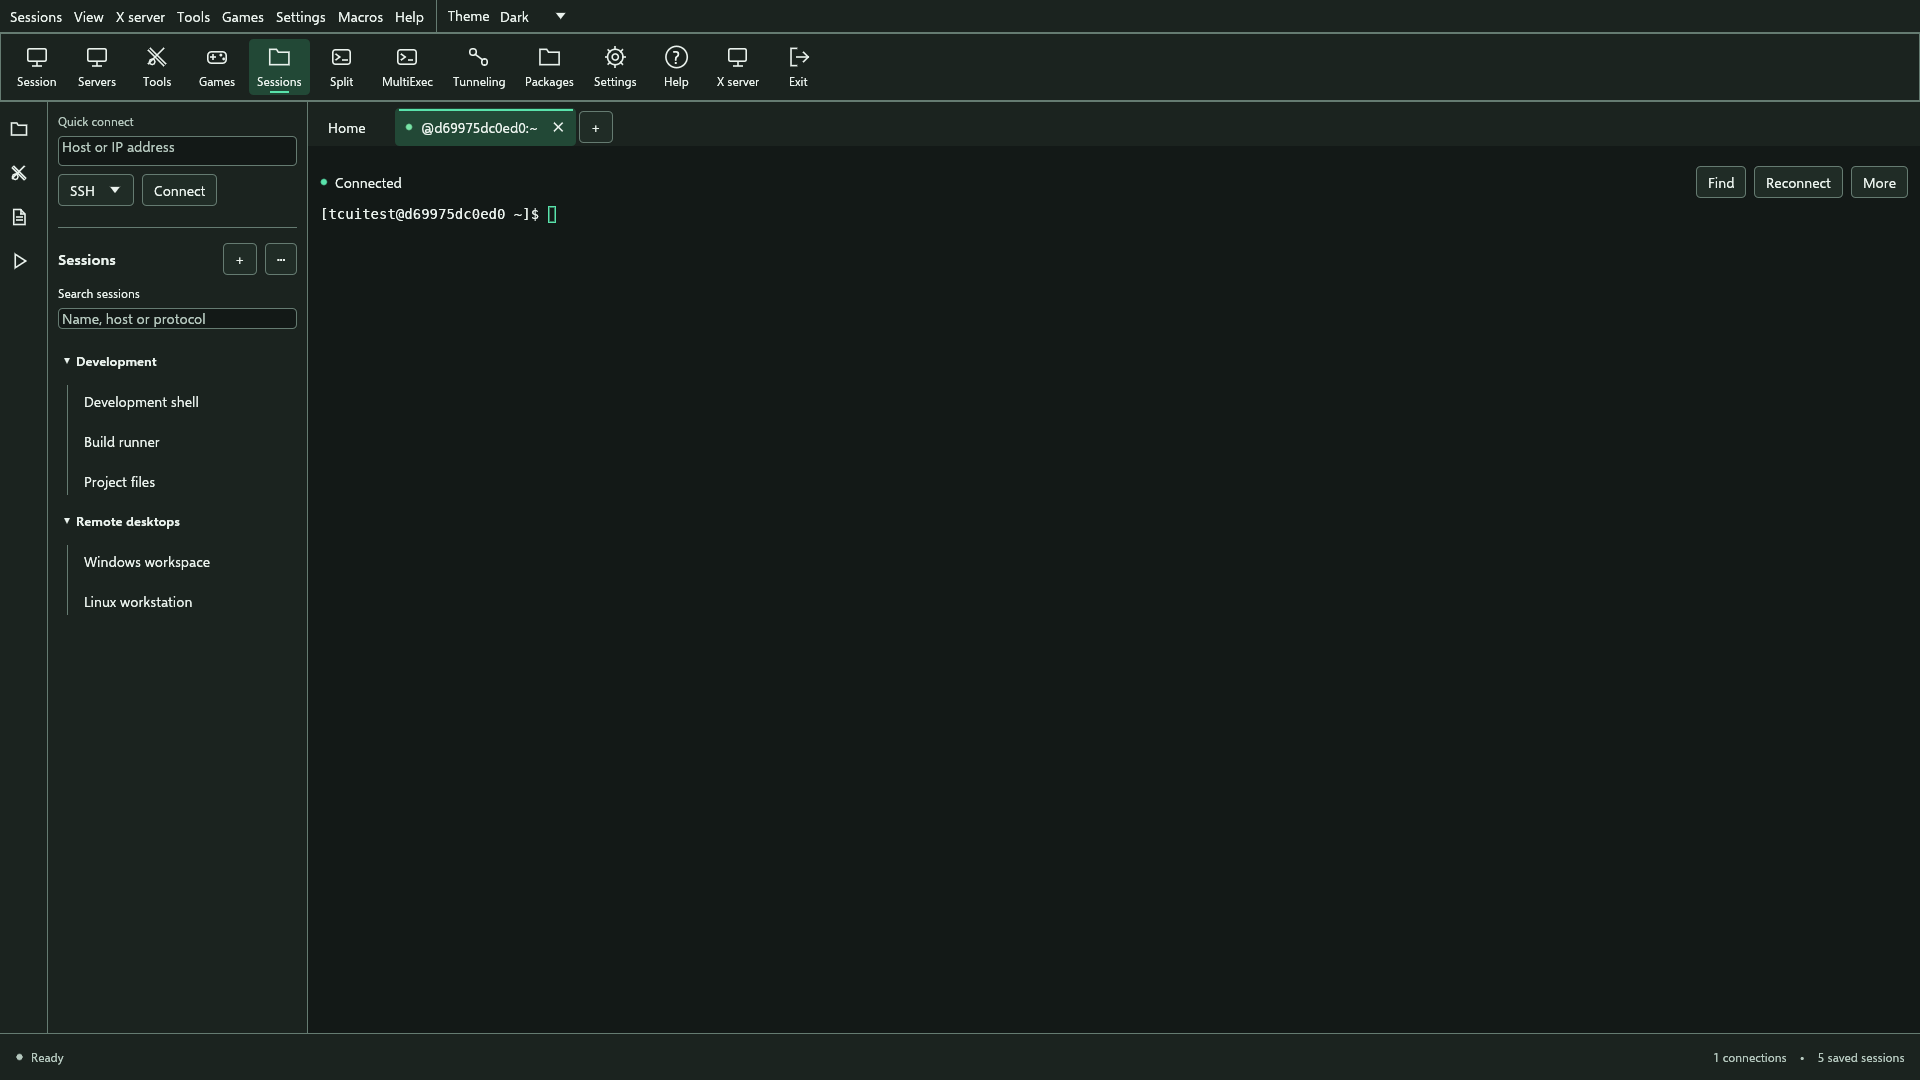 Sessions View X server Tools Games Settings Macros Help Theme Dark
Session Servers Tools Games Sessions Split MultiExec Tunneling Packages Settings Help X server Exit
Quick connect
Host or IP address
SSH Connect
Sessions + ...
Search sessions
Name, host or protocol
Development
Development shell
Build runner
Project files
Remote desktops
Windows workspace
Linux workstation
Home @d69975dc0ed0:~ +
Connected Find Reconnect More
[tcuitest@d69975dc0ed0 ~]$
Ready 1 connections • 5 saved sessions